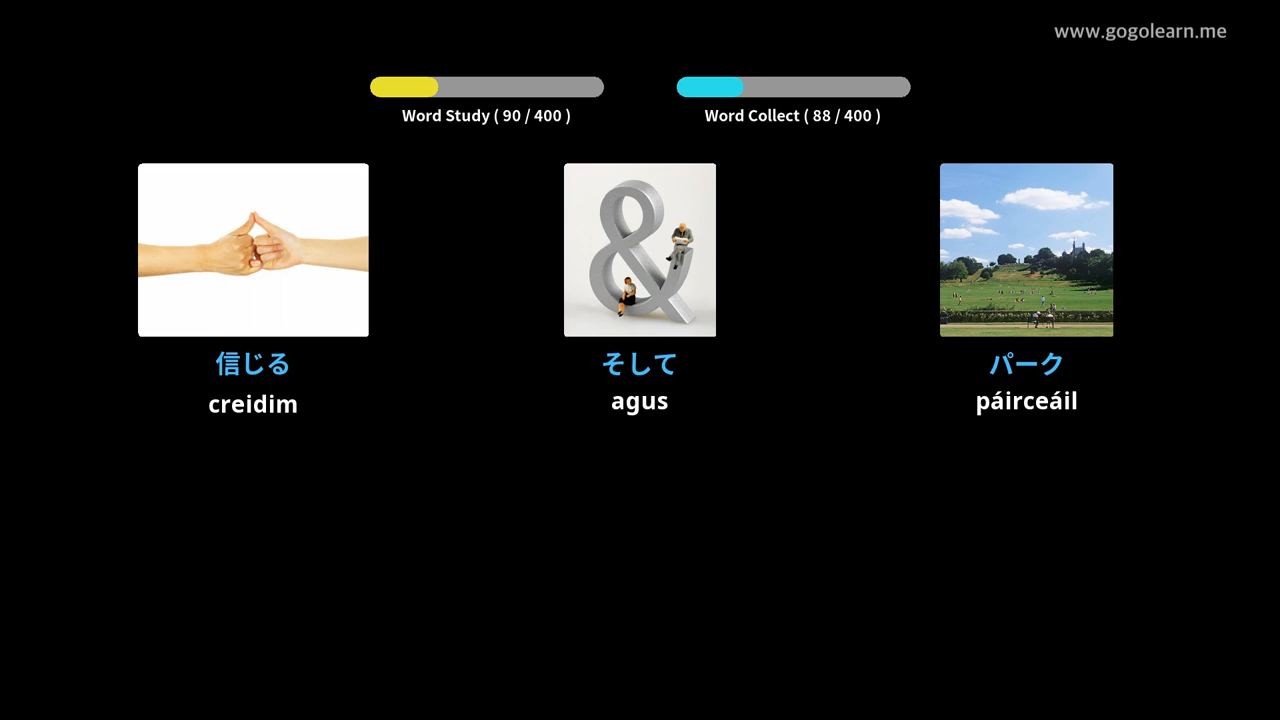 www.gogolearn.me
Word Study ( 90 / 400 )
Word Collect ( 88 / 400 )
信じる
creidim
そして
agus
パーク
páirceáil